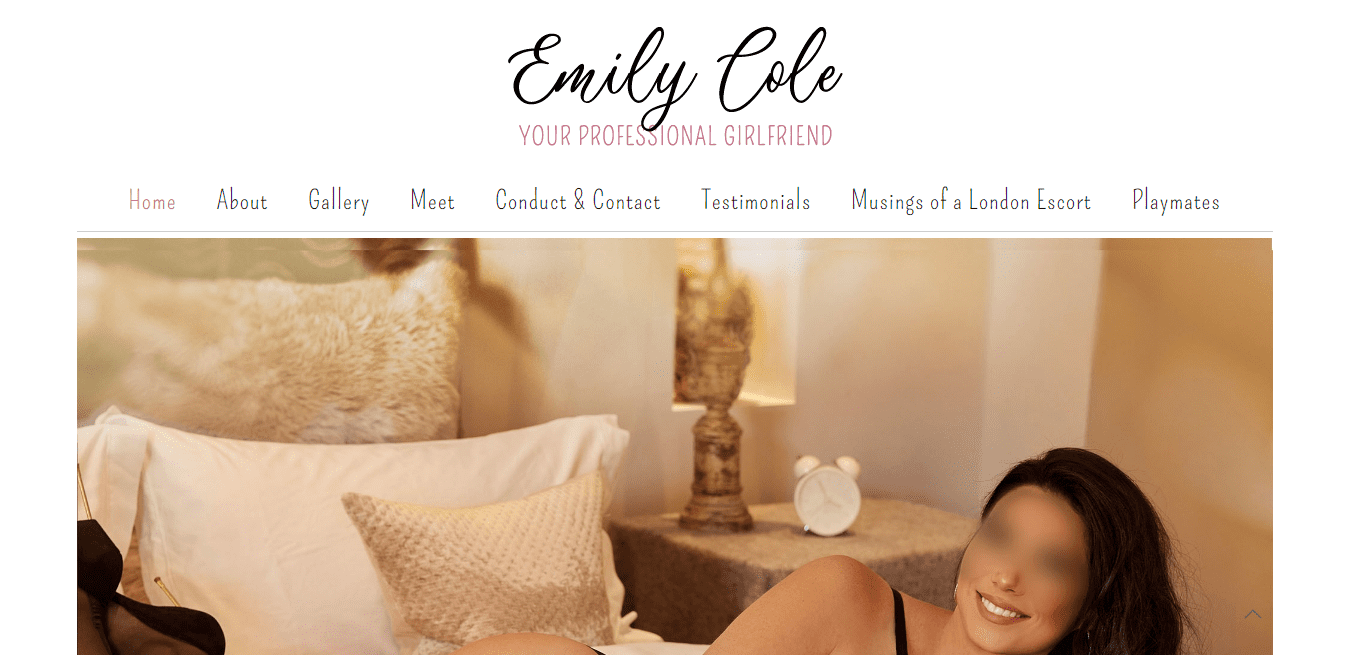 Emily Cole
YOUR PROFESSIONAL GIRLFRIEND
Home About Gallery Meet Conduct & Contact Testimonials Musings of a London Escort Playmates